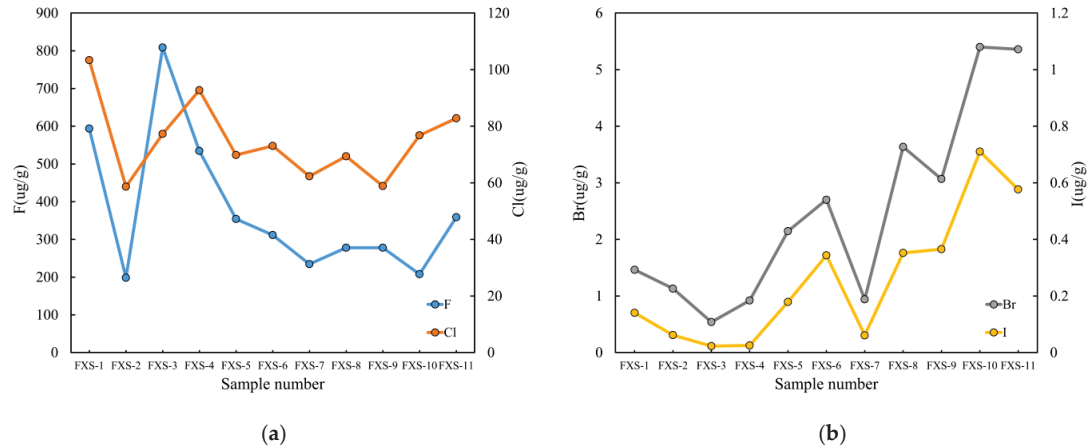 900
800
700
600
500
400
300
200
100
0
F(ug/g)
120
100
80
60
40
20
0
Cl(ug/g)
F
Cl
FXS-1 FXS-2 FXS-3 FXS-4 FXS-5 FXS-6 FXS-7 FXS-8 FXS-9 FXS-10 FXS-11
Sample number
(a)
6
5
4
3
2
1
0
Br(ug/g)
1.2
1
0.8
0.6
0.4
0.2
0
I(ug/g)
Br
I
FXS-1 FXS-2 FXS-3 FXS-4 FXS-5 FXS-6 FXS-7 FXS-8 FXS-9 FXS-10 FXS-11
Sample number
(b)